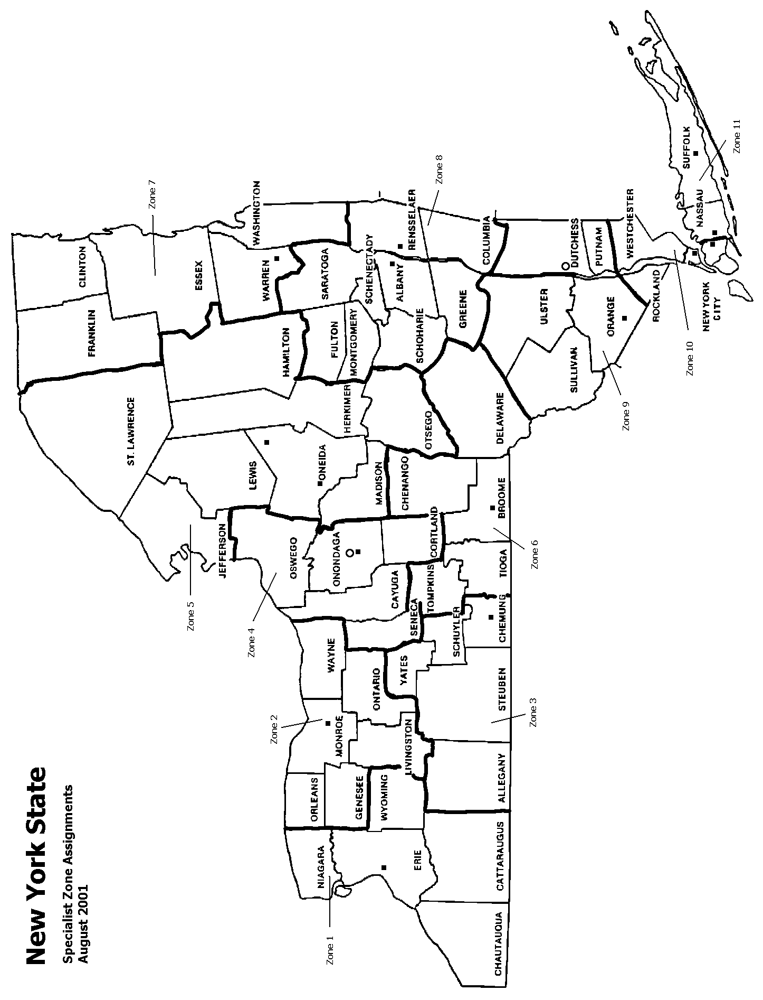 New York State
Specialist Zone Assignments
August 2001
CLINTON
FRANKLIN
Zone 7
ESSEX
ST. LAWRENCE
WASHINGTON
WARREN
HAMILTON
LEWIS
JEFFERSON
Zone 5
SARATOGA
FULTON
HERKIMER
ONEIDA
OSWEGO
Zone 4
SCHENECTADY
MONTGOMERY
RENSSELAER
ALBANY
SCHOHARIE
OTSEGO
MADISON
CHENANGO
ONONDAGA
CORTLAND
CAYUGA
TOMPKINS
SENECA
WAYNE
ONTARIO
YATES
SCHUYLER
Zone 2
MONROE
LIVINGSTON
ORLEANS
GENESEE
WYOMING
NIAGARA
ERIE
Zone 1
Zone 8
COLUMBIA
GREENE
DELAWARE
BROOME
Zone 6
TIOGA
CHEMUNG
STEUBEN
Zone 3
ALLEGANY
CATTARAUGUS
CHAUTAUQUA
DUTCHESS
ULSTER
SULLIVAN
PUTNAM
ORANGE
Zone 9
WESTCHESTER
ROCKLAND
NEW YORK
CITY
Zone 10
SUFFOLK
NASSAU
Zone 11